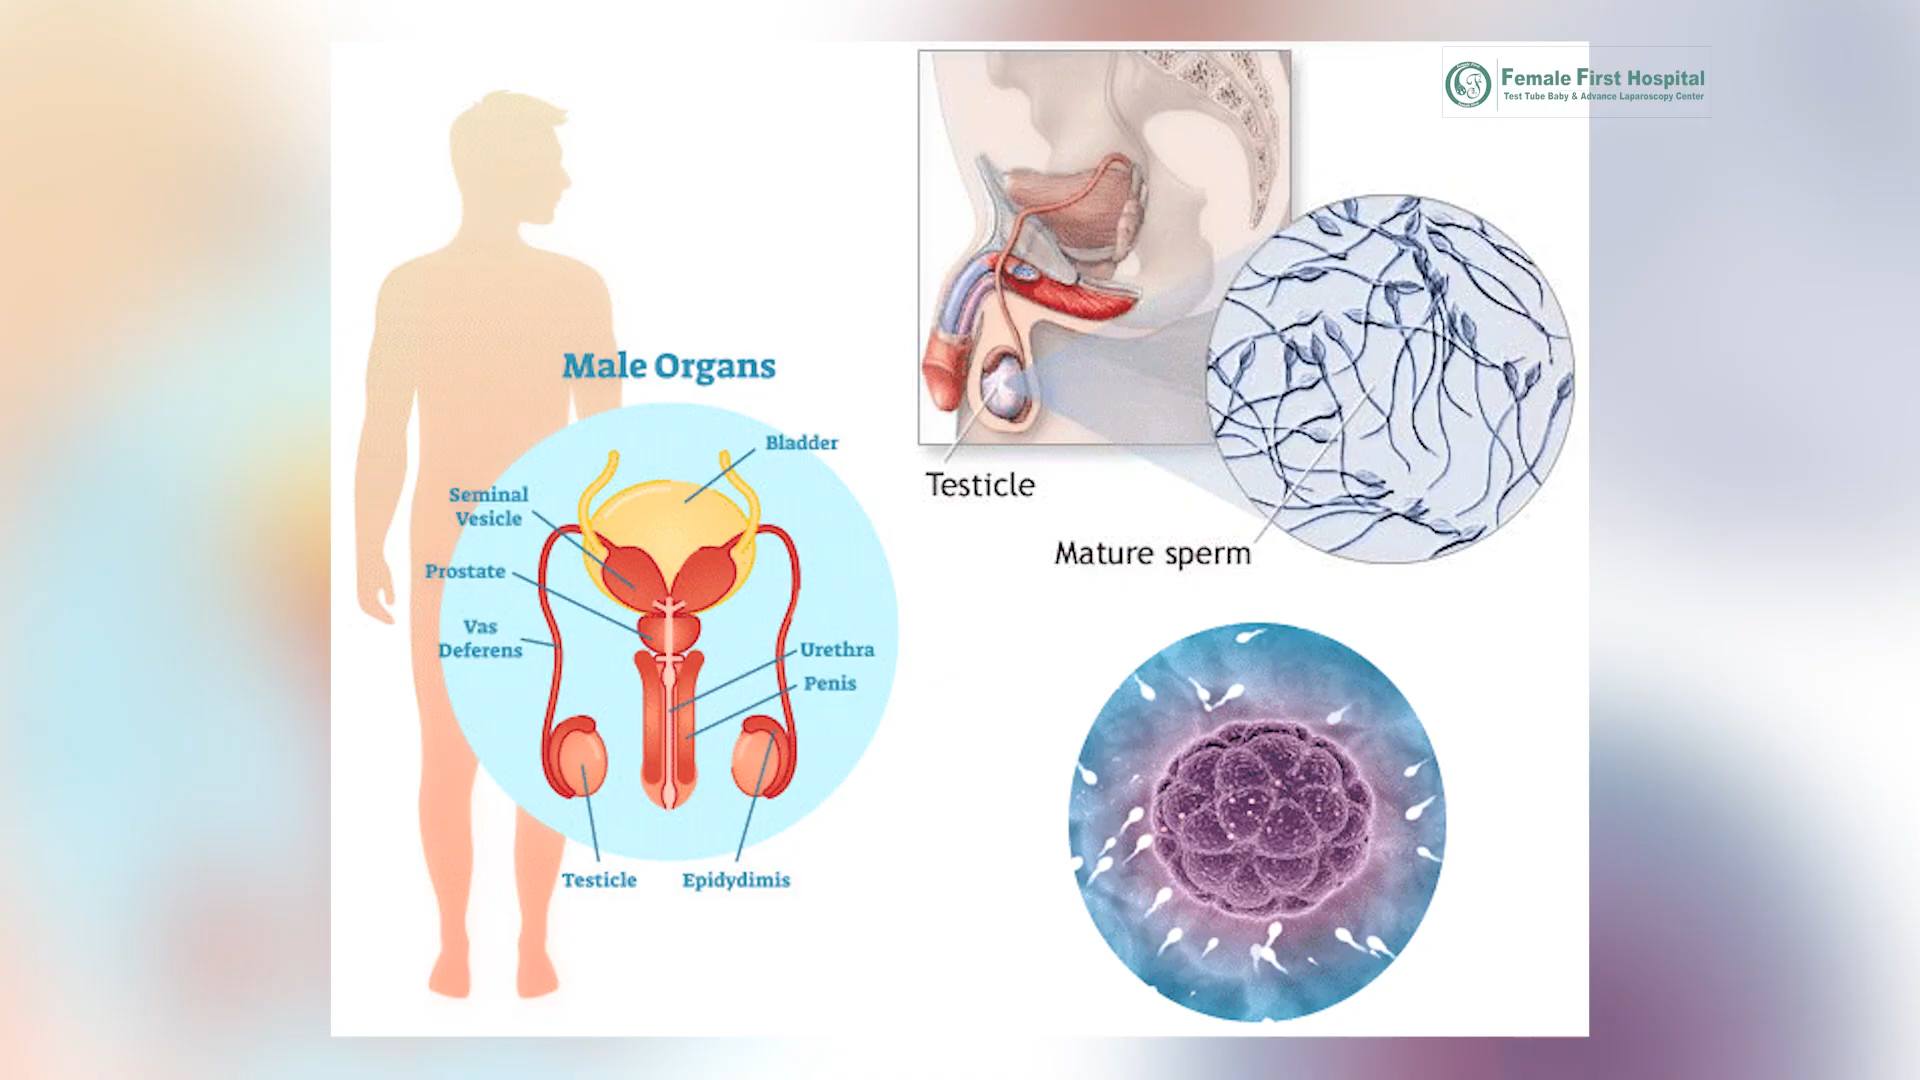 Female First Hospital
Test Tube Baby & Advance Laparoscopy Center
Male Organs
Bladder
Seminal
Vesicle
Prostate
Vas
Deferens
Urethra
Penis
Testicle
Epidydimis
Testicle
Mature sperm